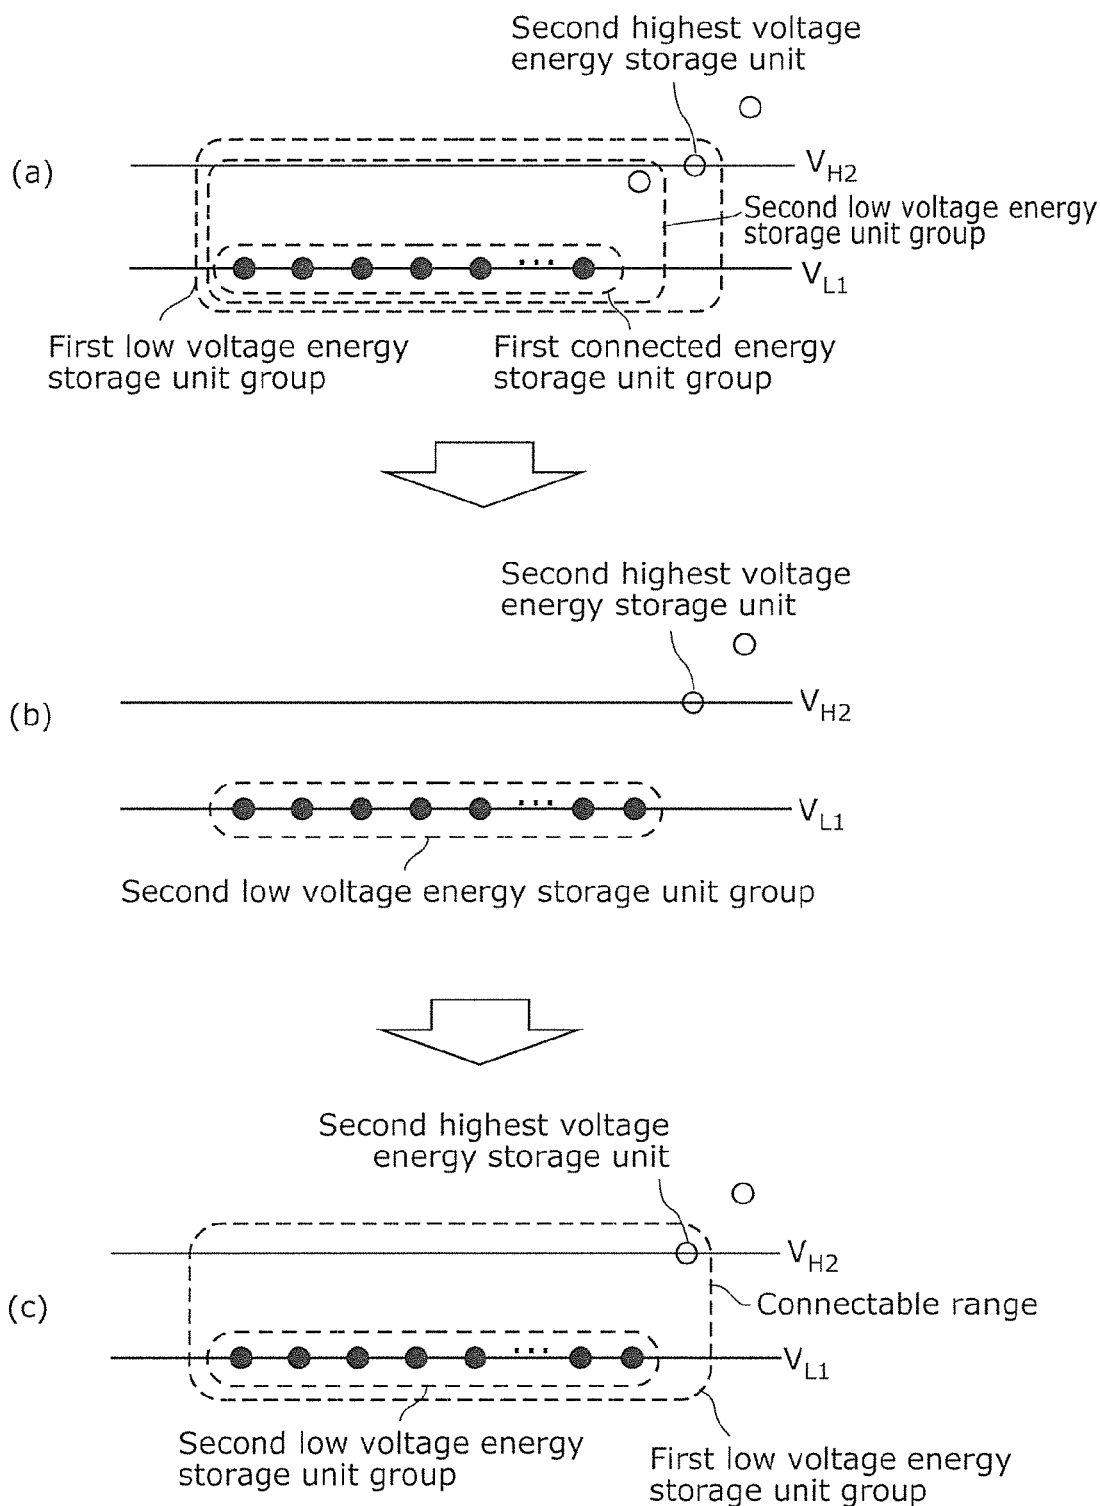 Second highest voltage
energy storage unit
(a)
V_H2
Second low voltage energy
storage unit group
...
V_L1
First low voltage energy
storage unit group
First connected energy
storage unit group
Second highest voltage
energy storage unit
(b)
V_H2
...
V_L1
Second low voltage energy storage unit group
Second highest voltage
energy storage unit
V_H2
(c)
Connectable range
...
V_L1
Second low voltage energy
storage unit group
First low voltage energy
storage unit group